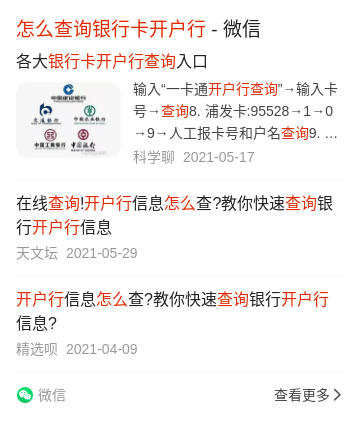 怎么查询银行卡开户行 - 微信
各大银行卡开户行查询入口
中国建设银行
交通银行
中国农业银行
中国工商银行
中国银行
输入“一卡通开户行查询”→输入卡
号→查询8. 浦发卡:95528→1→0
→9→人工报卡号和户名查询9. …
科学聊 2021-05-17
在线查询!开户行信息怎么查?教你快速查询银
行开户行信息
天文坛 2021-05-29
开户行信息怎么查?教你快速查询银行开户行
信息?
精选呗 2021-04-09
微信
查看更多